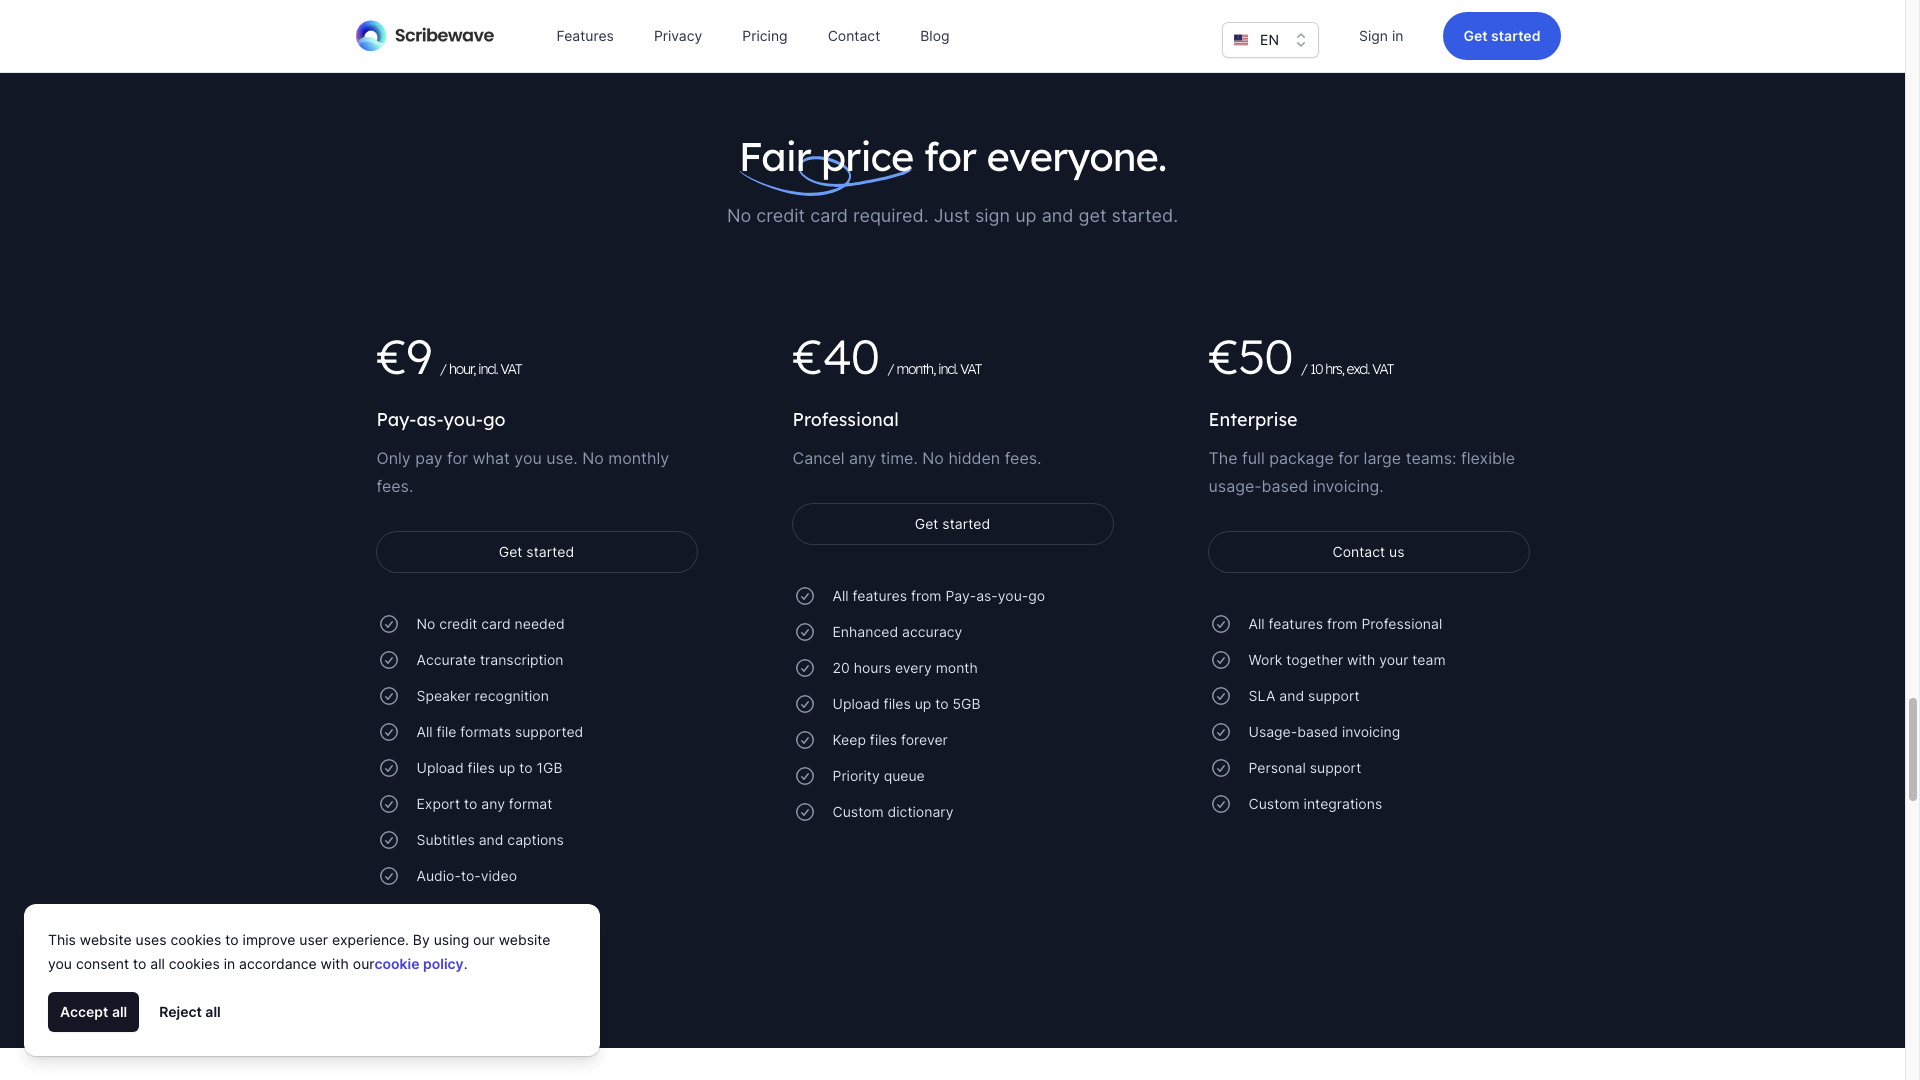 Scribewave
Features
Privacy
Pricing
Contact
Blog
EN
Sign in
Get started
Fair price for everyone.
No credit card required. Just sign up and get started.
€9 / hour, incl. VAT
Pay-as-you-go
Only pay for what you use. No monthly
fees.
Get started
No credit card needed
Accurate transcription
Speaker recognition
All file formats supported
Upload files up to 1GB
Export to any format
Subtitles and captions
Audio-to-video
€40 / month, incl. VAT
Professional
Cancel any time. No hidden fees.
Get started
All features from Pay-as-you-go
Enhanced accuracy
20 hours every month
Upload files up to 5GB
Keep files forever
Priority queue
Custom dictionary
€50 / 10 hrs, excl. VAT
Enterprise
The full package for large teams: flexible
usage-based invoicing.
Contact us
All features from Professional
Work together with your team
SLA and support
Usage-based invoicing
Personal support
Custom integrations
This website uses cookies to improve user experience. By using our website
you consent to all cookies in accordance with ourcookie policy.
Accept all
Reject all